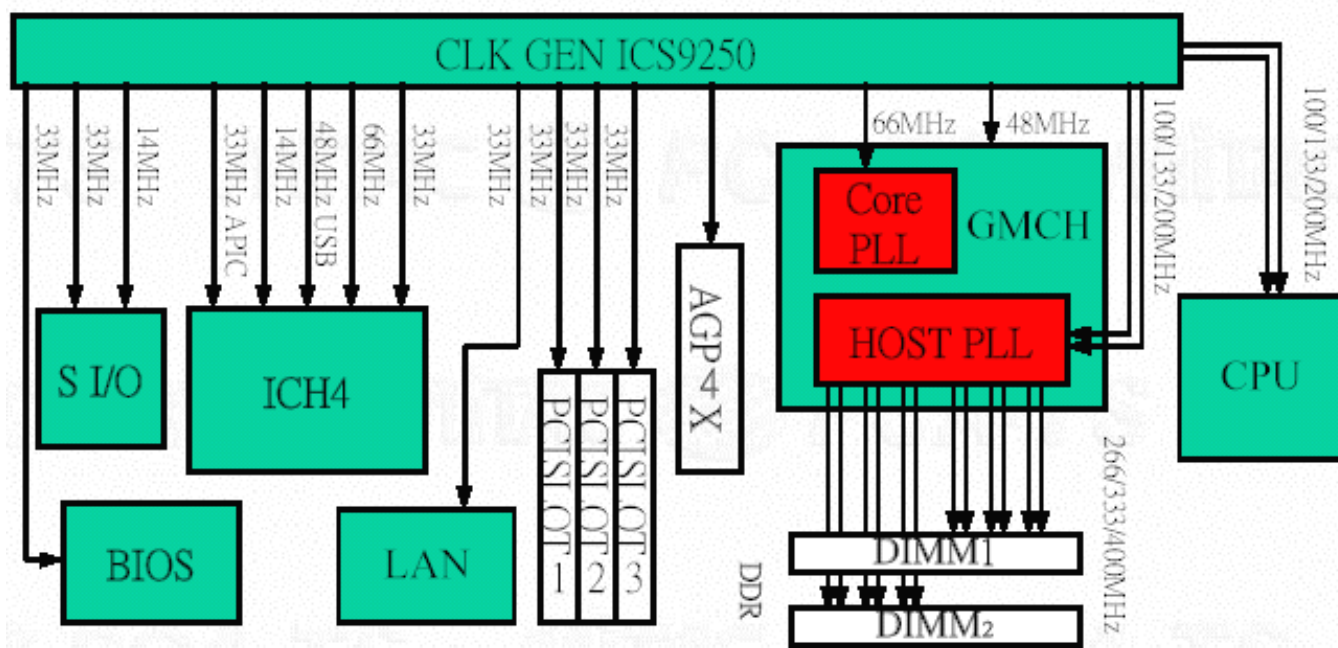 CLK GEN ICS9250
33MHz
33MHz
14MHz
33MHz APIC
14MHz
48MHz USB
66MHz
33MHz
33MHz
33MHz
33MHz
33MHz
66MHz
48MHz
100/133/200MHz
100/133/200MHz
Core
PLL
GMCH
HOST PLL
CPU
S I/O
ICH4
AGP4X
PCISLOT
1
PCISLOT
2
PCISLOT
3
266/333/400MHz
BIOS
LAN
DDR
DIMM1
DIMM2